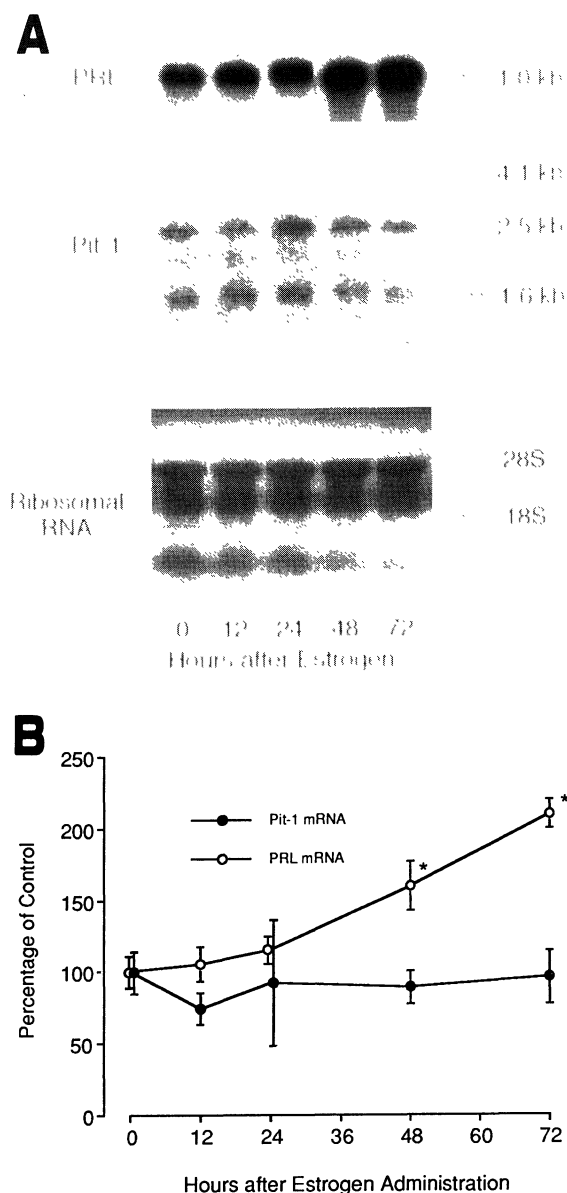 A
PRL 1.0 kb
4.1 kb
2.5 kb
Pit-1
1.6 kb
28S
Ribosomal
RNA
18S
0 12 24 48 72
Hours after Estrogen
B
250
200
150
100
50
0
Percentage of Control
Pit-1 mRNA
PRL mRNA
*
*
0 12 24 36 48 60 72
Hours after Estrogen Administration